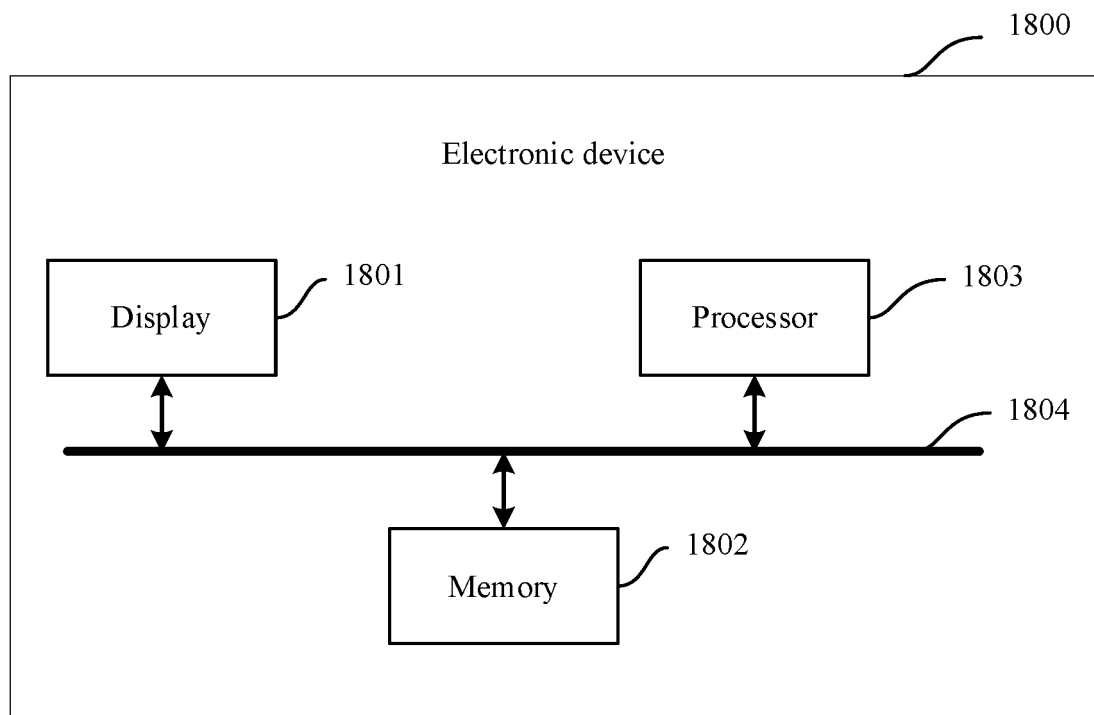 1800
Electronic device
1801
1803
Display
Processor
1804
1802
Memory